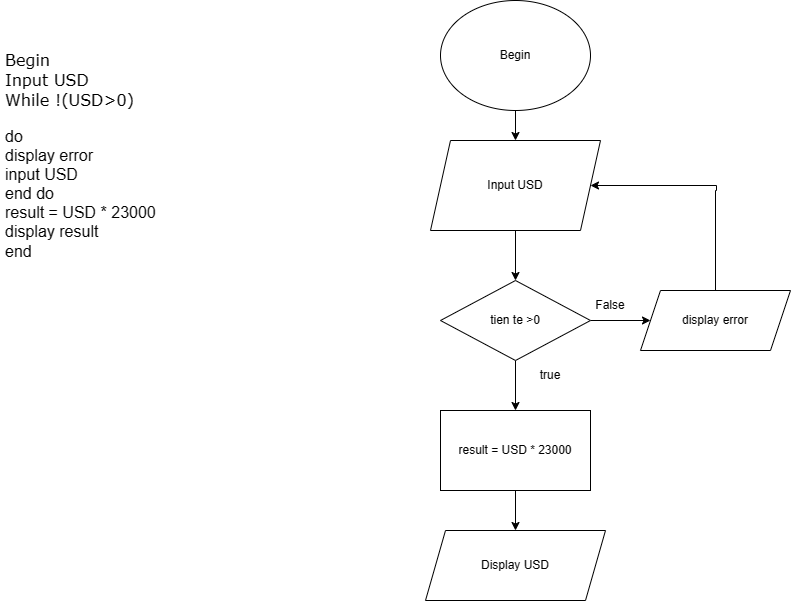 Begin
Input USD
While !(USD>0)
do
display error
input USD
end do
result = USD * 23000
display result
end
Begin
Input USD
tien te >0
False
display error
true
result = USD * 23000
Display USD